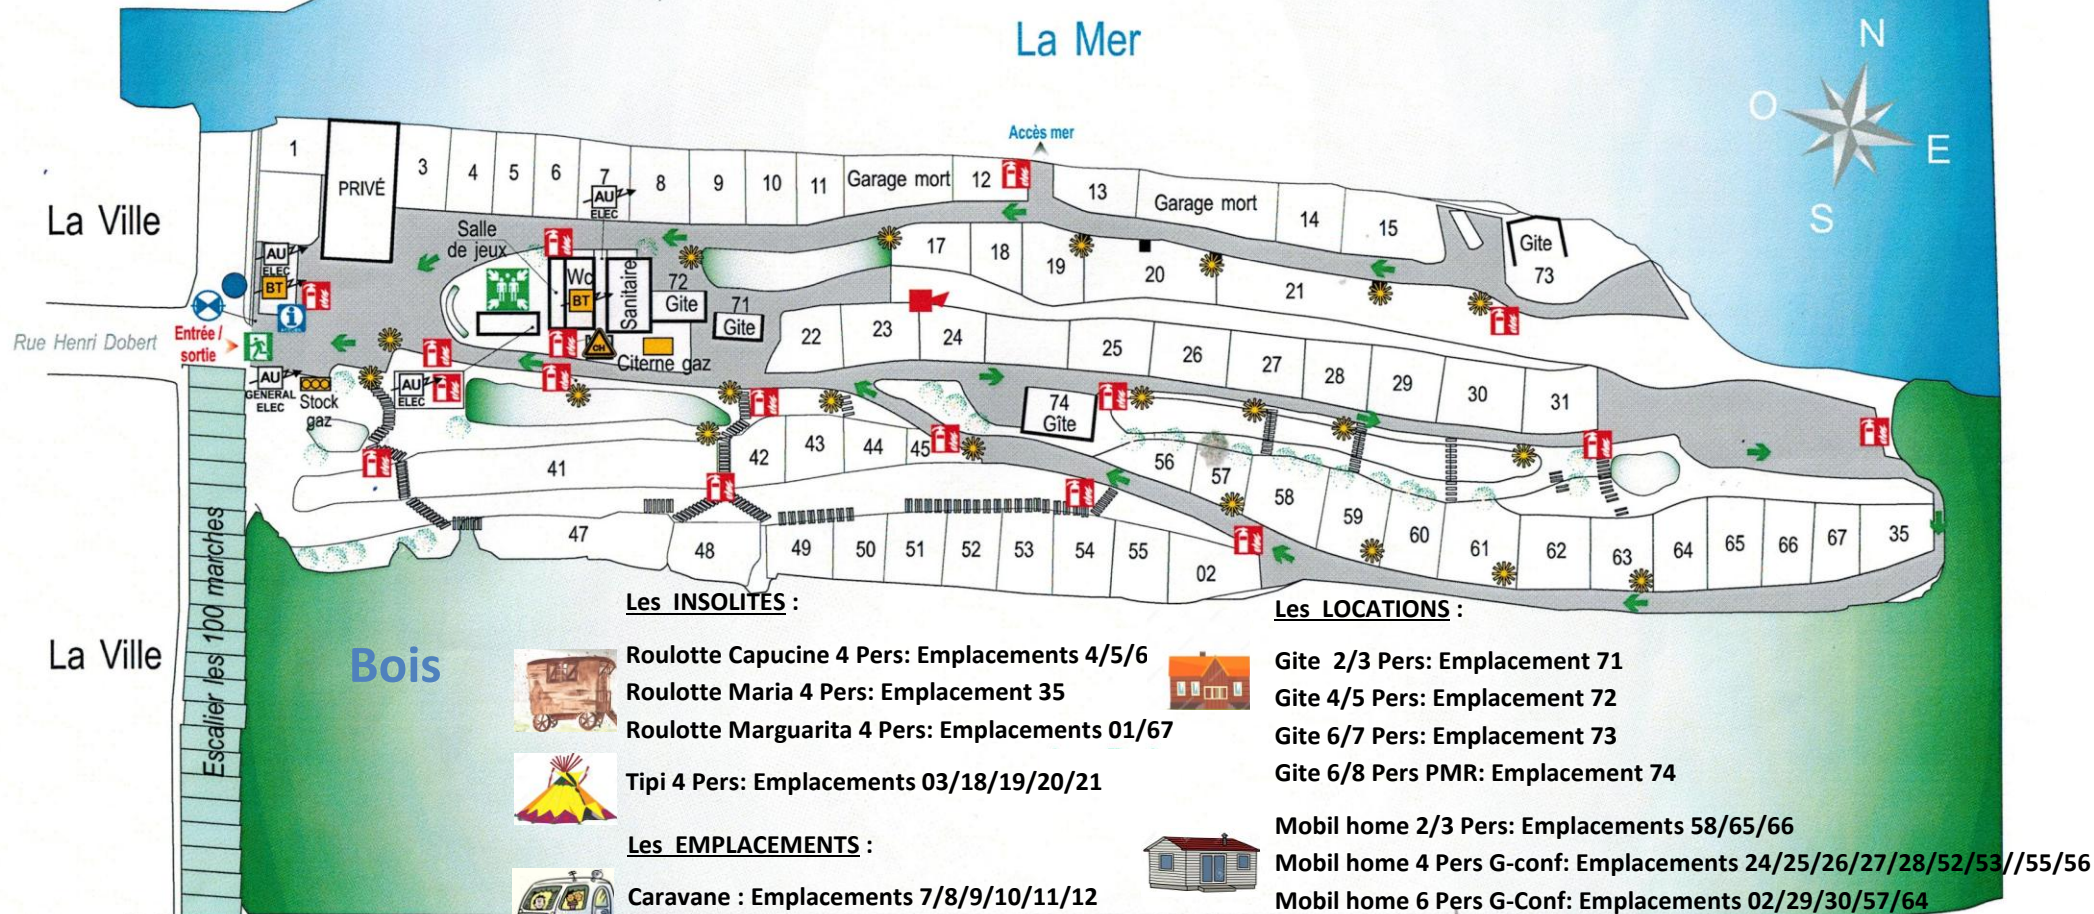 La Mer
N
O
E
S
Accès mer
La Ville
1
PRIVÉ
3
4
5
6
7
8
9
10
11
Garage mort
12
13
Garage mort
14
15
Gite
73
AU
ELEC
Salle
de jeux
Wc
BT
Sanitaire
72
Gite
71
Gite
17
18
19
20
21
AU
ELEC
BT
i
Rue Henri Dobert
Entrée /
sortie
CH
Citerne gaz
22
23
24
25
26
27
28
29
30
31
AU
GENERAL
ELEC
Stock
gaz
AU
ELEC
74
Gîte
41
42
43
44
45
56
57
58
59
60
61
62
63
64
65
66
67
35
47
48
49
50
51
52
53
54
55
02
Escalier les 100 marches
La Ville
Bois
Les INSOLITES :
Roulotte Capucine 4 Pers: Emplacements 4/5/6
Roulotte Maria 4 Pers: Emplacement 35
Roulotte Marguarita 4 Pers: Emplacements 01/67
Tipi 4 Pers: Emplacements 03/18/19/20/21
Les EMPLACEMENTS :
Caravane : Emplacements 7/8/9/10/11/12
Les LOCATIONS :
Gite 2/3 Pers: Emplacement 71
Gite 4/5 Pers: Emplacement 72
Gite 6/7 Pers: Emplacement 73
Gite 6/8 Pers PMR: Emplacement 74
Mobil home 2/3 Pers: Emplacements 58/65/66
Mobil home 4 Pers G-conf: Emplacements 24/25/26/27/28/52/53//55/56
Mobil home 6 Pers G-Conf: Emplacements 02/29/30/57/64